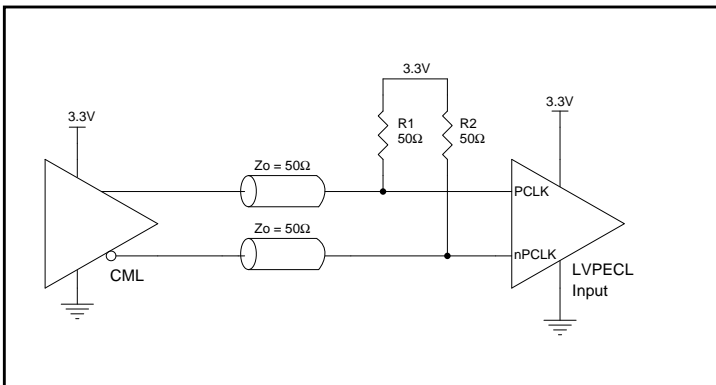 3.3V
3.3V
3.3V
R1
50Ω
R2
50Ω
Zo = 50Ω
PCLK
Zo = 50Ω
nPCLK
CML
LVPECL
Input